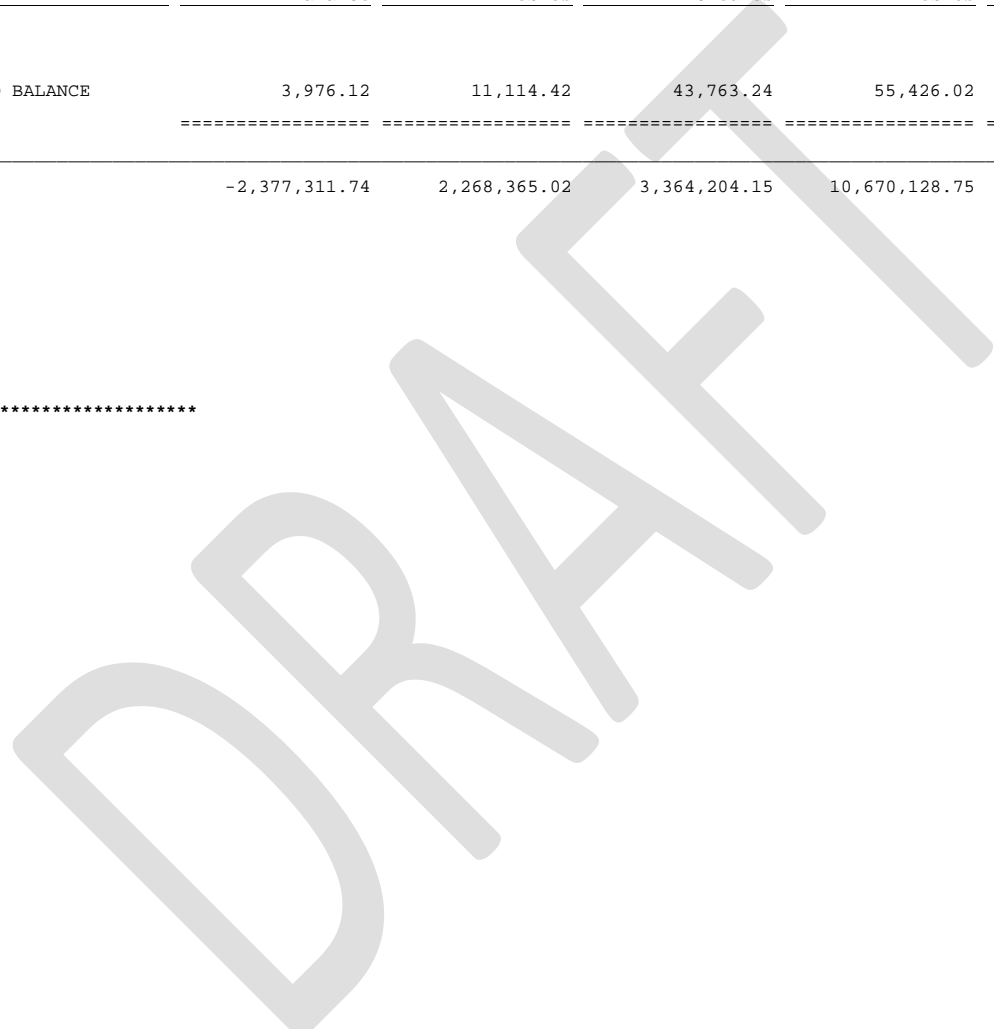 BALANCE 3,976.12 11,114.42 43,763.24 55,426.02
================= ================= ================= ================= =
-2,377,311.74 2,268,365.02 3,364,204.15 10,670,128.75
*******************
DRAFT